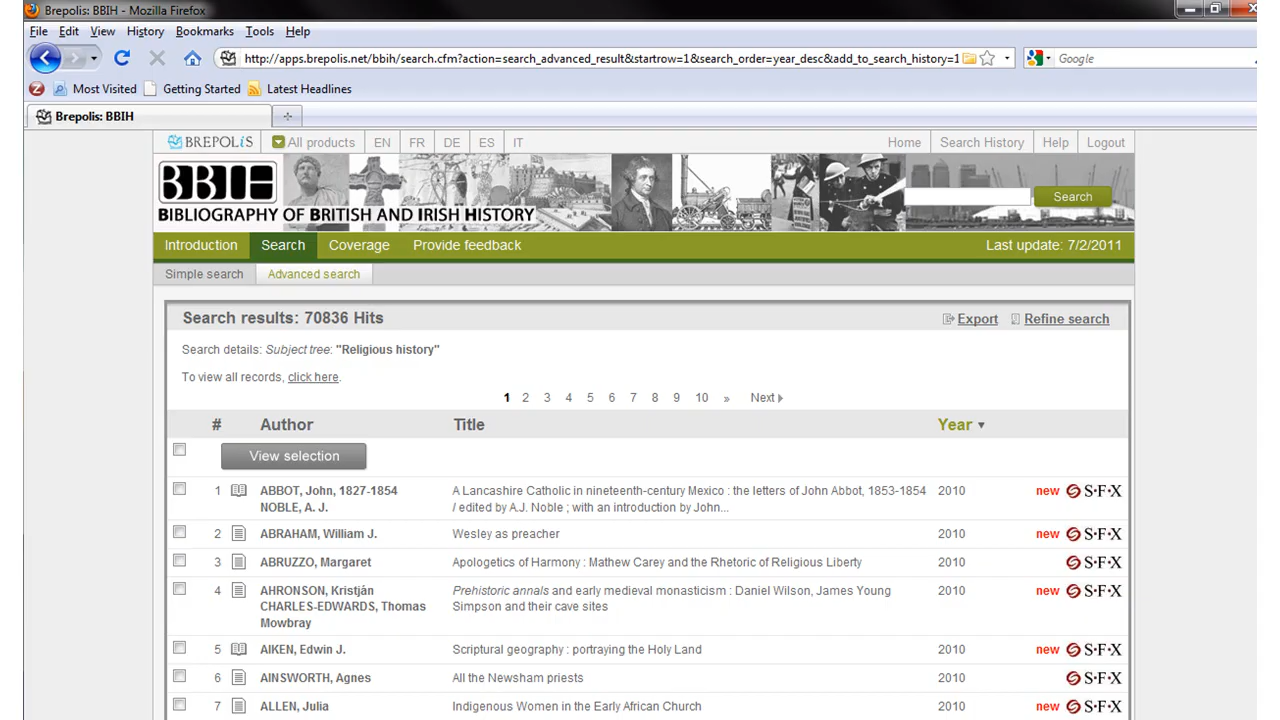 Brepolis: BBIH - Mozilla Firefox
File Edit View History Bookmarks Tools Help
http://apps.brepolis.net/bbih/search.cfm?action=search_advanced_result&startrow=1&search_order=year_desc&add_to_search_history=1 Google
Most Visited Getting Started Latest Headlines
Brepolis: BBIH
BREPOLiS All products EN FR DE ES IT Home Search History Help Logout
BBIH
Search
BIBLIOGRAPHY OF BRITISH AND IRISH HISTORY
Introduction Search Coverage Provide feedback Last update: 7/2/2011
Simple search Advanced search
Search results: 70836 Hits Export Refine search
Search details: Subject tree: "Religious history"
To view all records, click here.
1 2 3 4 5 6 7 8 9 10 » Next
# Author Title Year
View selection
1 ABBOT, John, 1827-1854 A Lancashire Catholic in nineteenth-century Mexico : the letters of John Abbot, 1853-1854 2010 new S·F·X
NOBLE, A. J. / edited by A.J. Noble ; with an introduction by John...
2 ABRAHAM, William J. Wesley as preacher 2010 new S·F·X
3 ABRUZZO, Margaret Apologetics of Harmony : Mathew Carey and the Rhetoric of Religious Liberty 2010 S·F·X
4 AHRONSON, Kristján Prehistoric annals and early medieval monasticism : Daniel Wilson, James Young 2010 new S·F·X
CHARLES-EDWARDS, Thomas Simpson and their cave sites
Mowbray
5 AIKEN, Edwin J. Scriptural geography : portraying the Holy Land 2010 new S·F·X
6 AINSWORTH, Agnes All the Newsham priests 2010 S·F·X
7 ALLEN, Julia Indigenous Women in the Early African Church 2010 new S·F·X